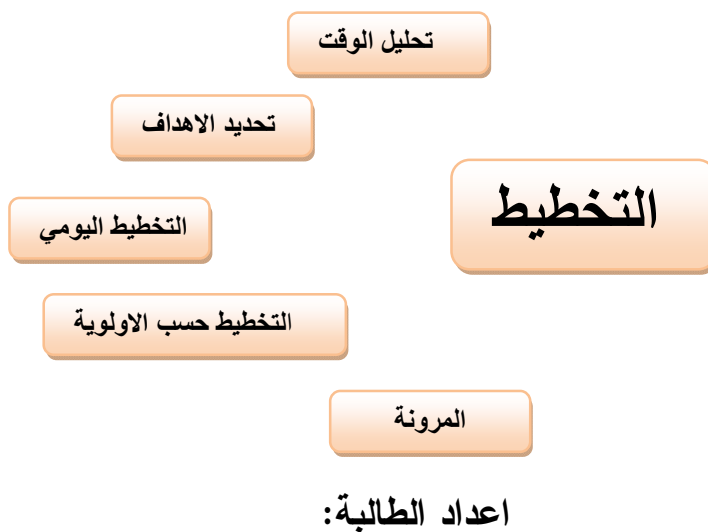 تحليل الوقت
تحديد الاهداف
التخطيط
التخطيط اليومي
التخطيط حسب الاولوية
المرونة
اعداد الطالبة: